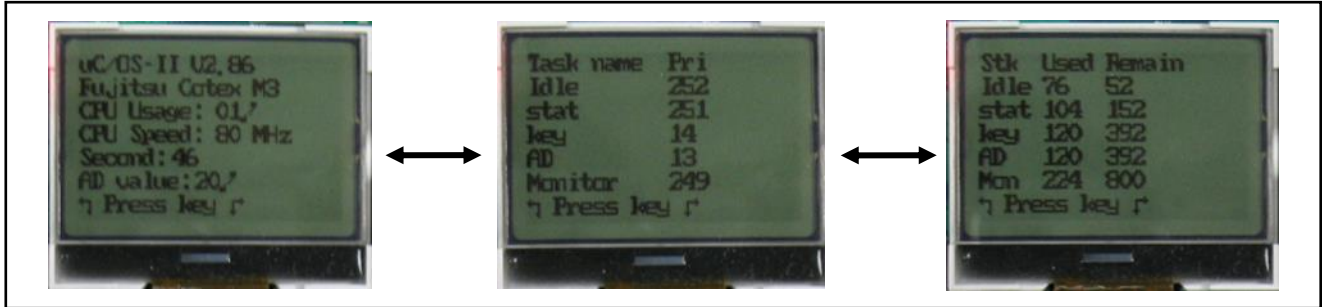 uC/OS-II V2.86
Fujitsu Cotex M3
CPU Usage: 01%
CPU Speed: 80 MHz
Second: 46
AD value:20%
Press key
Task name Pri
Idle 252
stat 251
key 14
AD 13
Monitor 249
Press key
Stk Used Remain
Idle 76 52
stat 104 152
key 120 392
AD 120 392
Mon 224 800
Press key